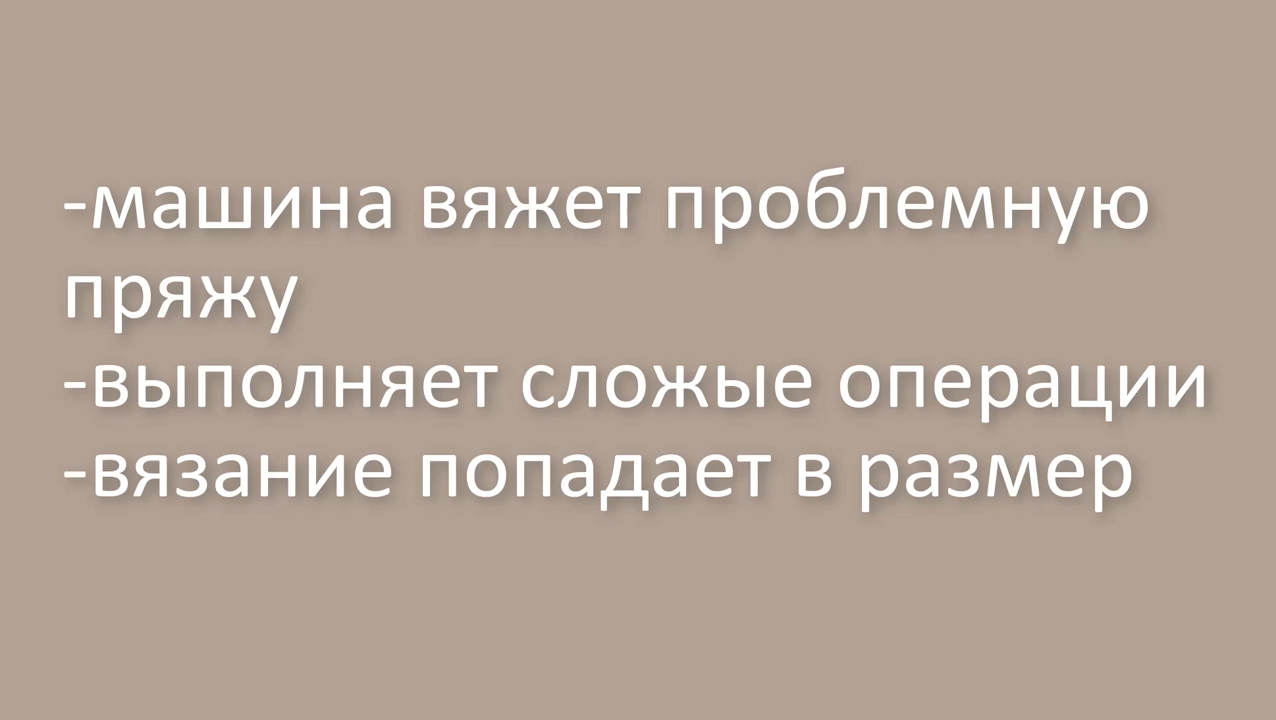 -машина вяжет проблемную
пряжу
-выполняет сложые операции
-вязание попадает в размер